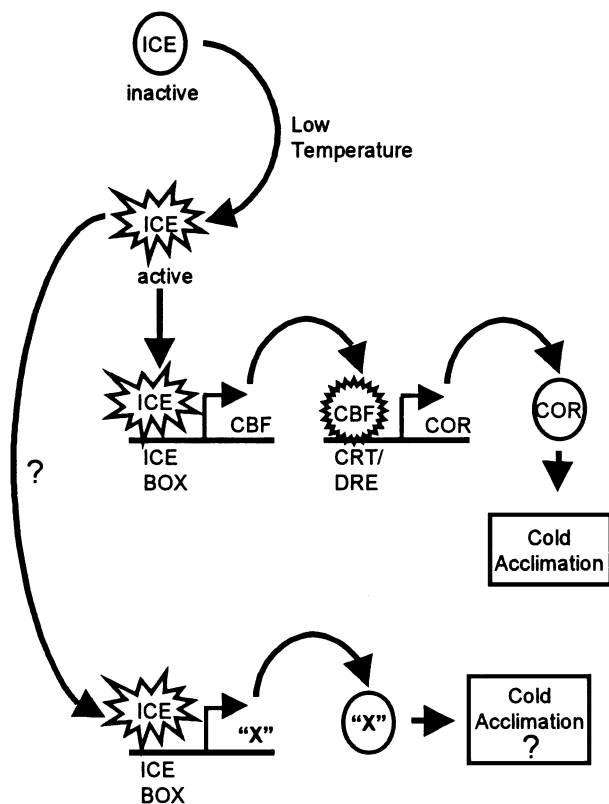 ICE
inactive
Low
Temperature
ICE
active
ICE
CBF
CBF
COR
COR
ICE
BOX
CRT/
DRE
?
Cold
Acclimation
ICE
"X"
"X"
Cold
Acclimation
?
ICE
BOX